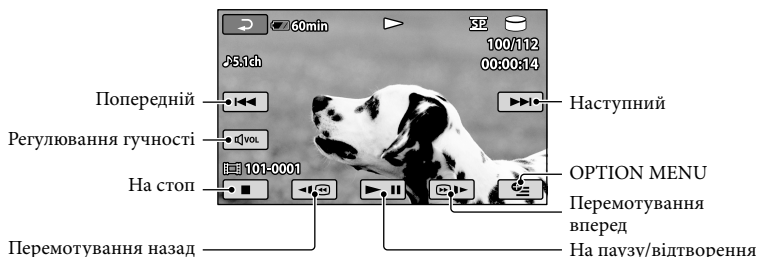 60min
SP
100/112
♪5.1ch
00:00:14
Попередній
Наступний
Регулювання гучності
VOL
101-0001
OPTION MENU
На стоп
Перемотування
вперед
Перемотування назад
На паузу/відтворення